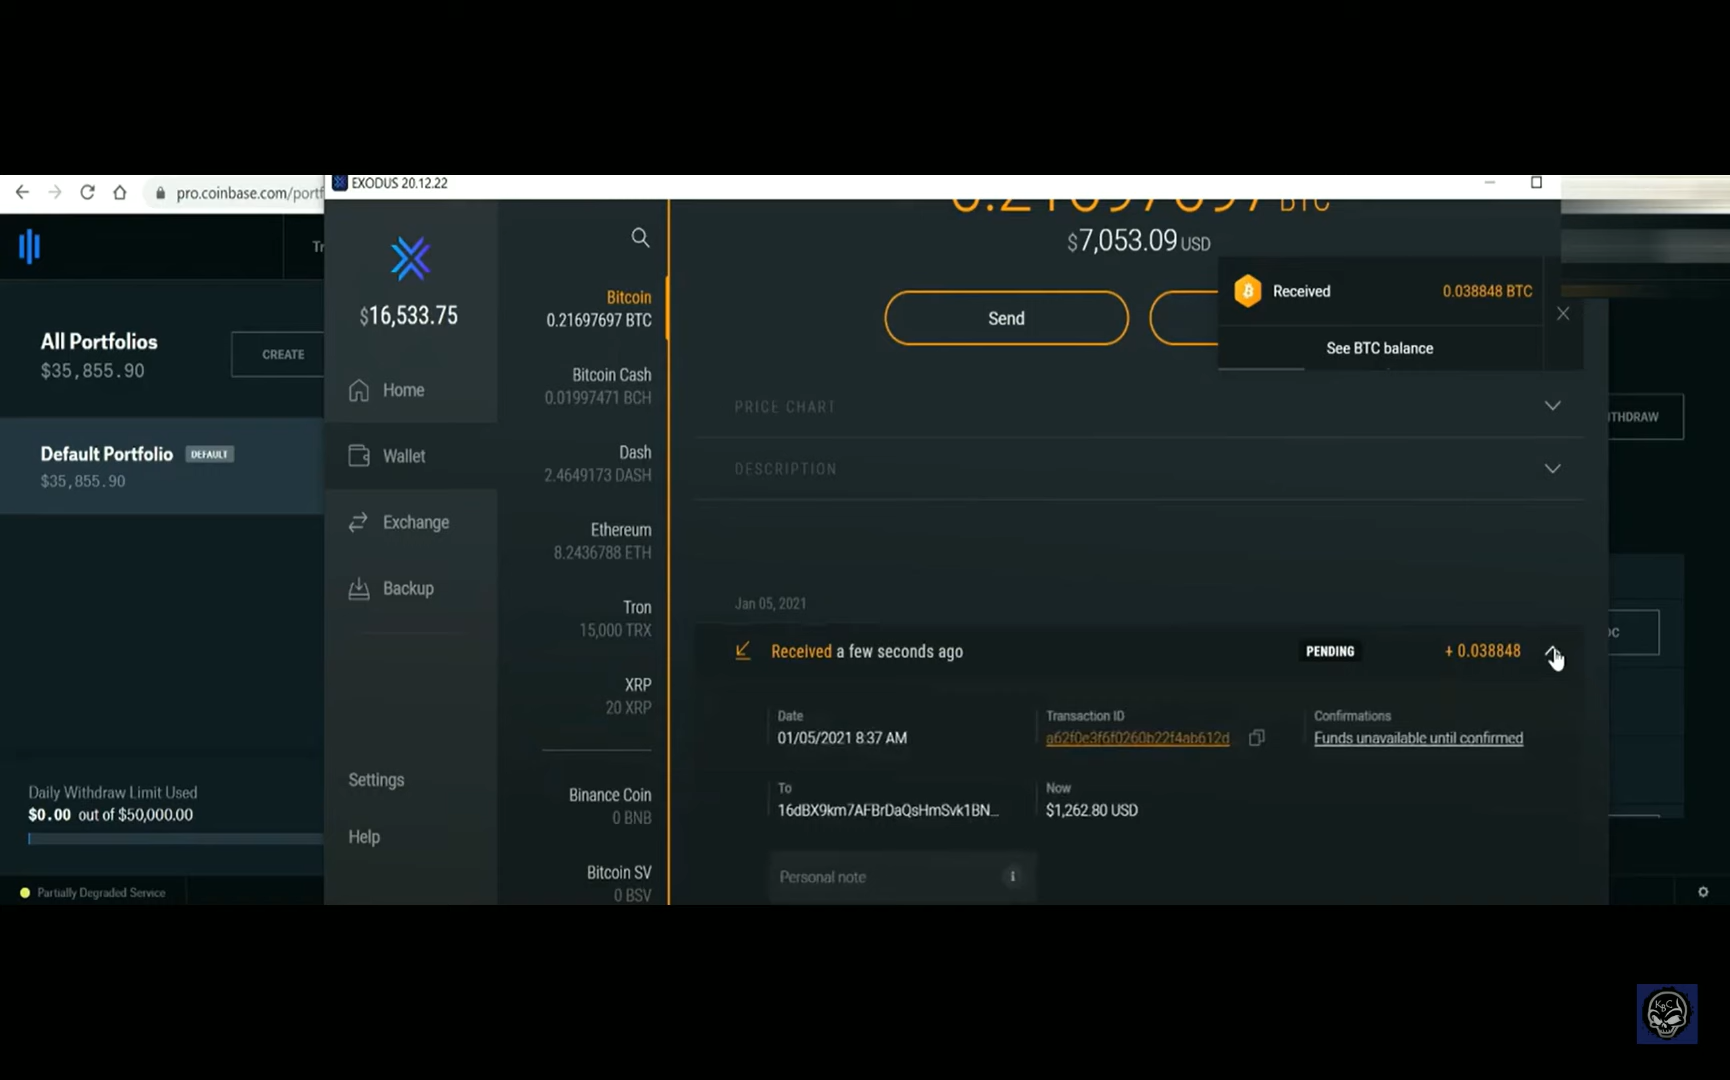 pro.coinbase.com/portf
EXODUS 20.12.22
All Portfolios
$35,855.90
CREATE
Default Portfolio DEFAULT
$35,855.90
Daily Withdraw Limit Used
$0.00 out of $50,000.00
Partially Degraded Service
$16,533.75
Home
Wallet
Exchange
Backup
Settings
Help
Bitcoin
0.21697697 BTC
Bitcoin Cash
0.01997471 BCH
Dash
2.4649173 DASH
Ethereum
8.2436788 ETH
Tron
15,000 TRX
XRP
20 XRP
Binance Coin
0 BNB
Bitcoin SV
0 BSV
0.21697697 BTC
$7,053.09 USD
Send
Received 0.038848 BTC
See BTC balance
PRICE CHART
DESCRIPTION
Jan 05, 2021
Received a few seconds ago PENDING + 0.038848
Date Transaction ID Confirmations
01/05/2021 8:37 AM a62f0e3f6f0260b22f4ab612d Funds unavailable until confirmed
To Now
16dBX9km7AFBrDaQsHmSvk1BN... $1,262.80 USD
Personal note
THDRAW
KBC